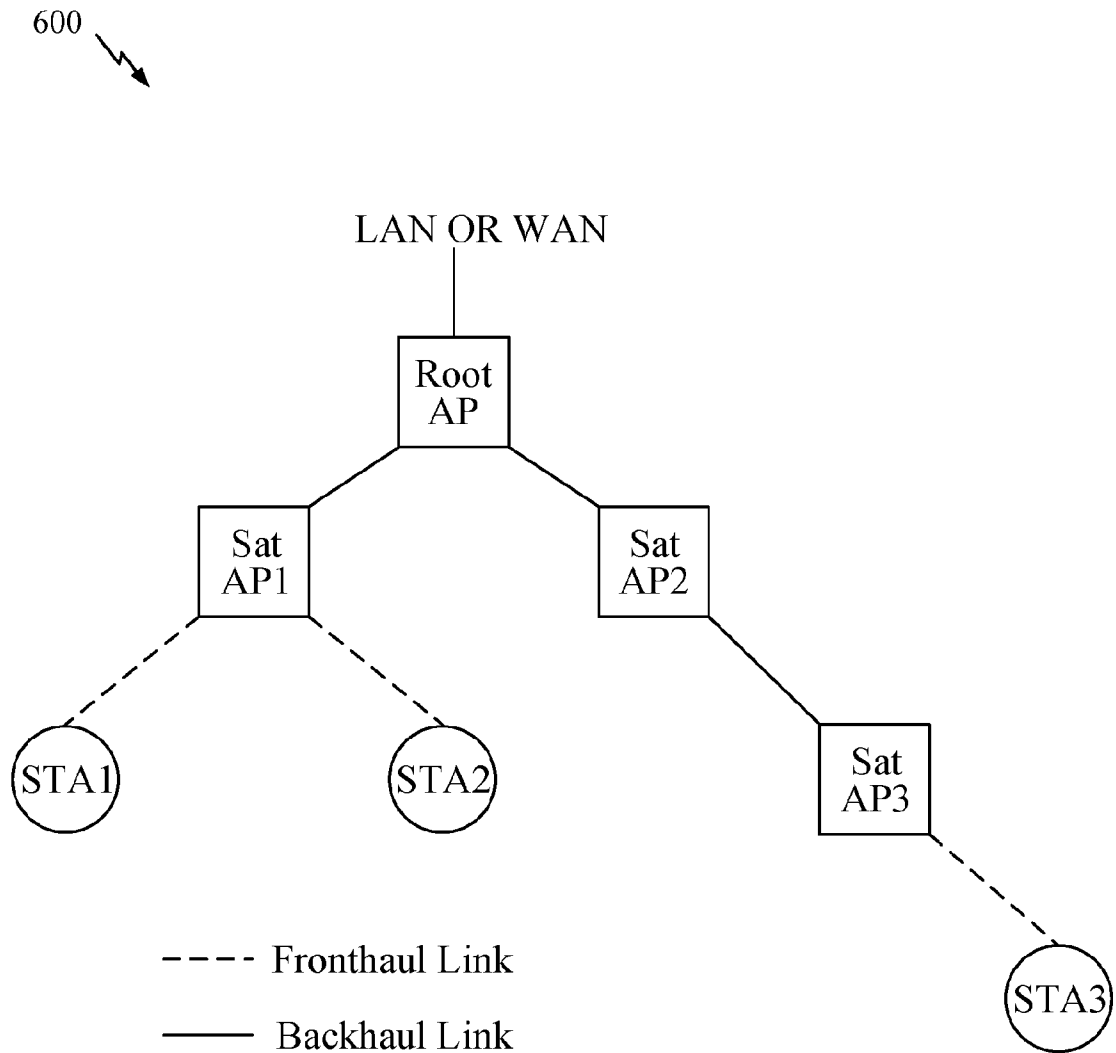 600
LAN OR WAN
Root
AP
Sat
AP1
Sat
AP2
STA1
STA2
Sat
AP3
Fronthaul Link
STA3
Backhaul Link